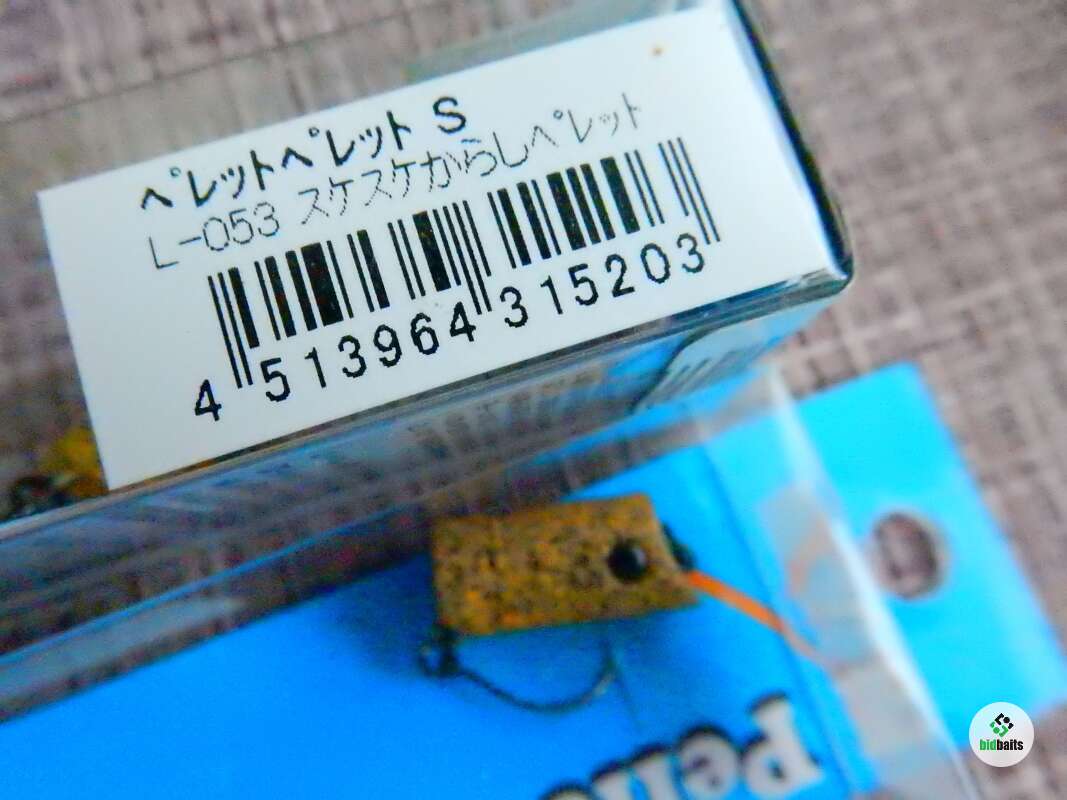 ペレットペレット S
L-053 スケスケからしペレット
4 513964 315203
bidbaits